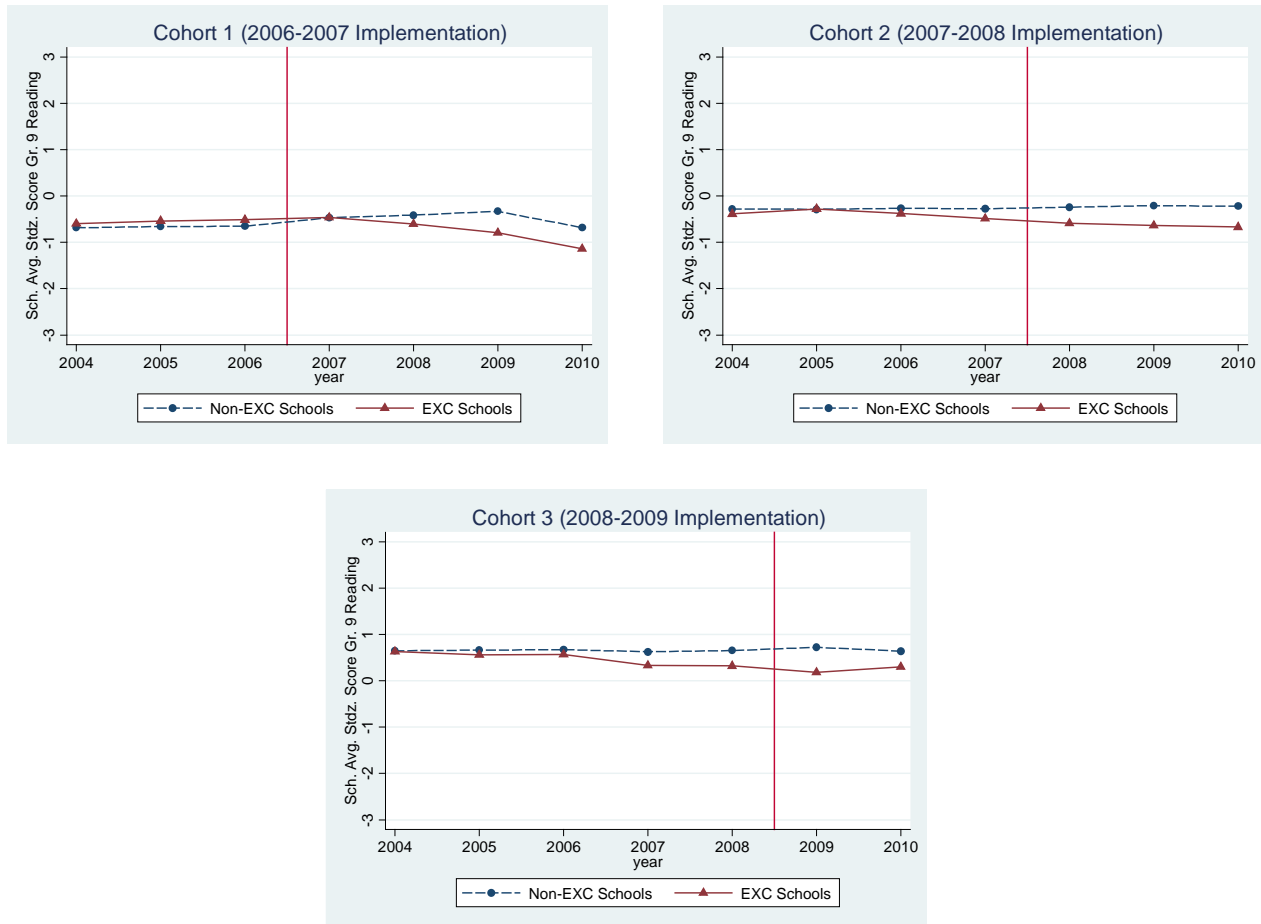 Cohort 1 (2006-2007 Implementation)
Sch. Avg. Stdz. Score Gr. 9 Reading
3
2
1
0
-1
-2
-3
2004 2005 2006 2007 2008 2009 2010
year
Non-EXC Schools EXC Schools
Cohort 2 (2007-2008 Implementation)
Sch. Avg. Stdz. Score Gr. 9 Reading
3
2
1
0
-1
-2
-3
2004 2005 2006 2007 2008 2009 2010
year
Non-EXC Schools EXC Schools
Cohort 3 (2008-2009 Implementation)
Sch. Avg. Stdz. Score Gr. 9 Reading
3
2
1
0
-1
-2
-3
2004 2005 2006 2007 2008 2009 2010
year
Non-EXC Schools EXC Schools